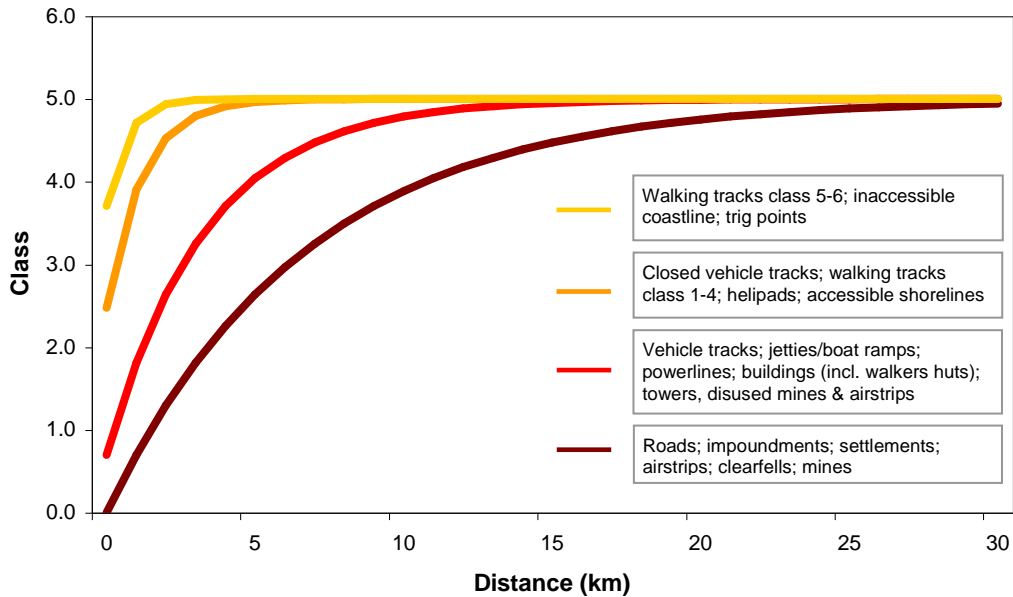 6.0
5.0
4.0
3.0
2.0
1.0
0.0
Class
0 5 10 15 20 25 30
Distance (km)
Walking tracks class 5-6; inaccessible
coastline; trig points
Closed vehicle tracks; walking tracks
class 1-4; helipads; accessible shorelines
Vehicle tracks; jetties/boat ramps;
powerlines; buildings (incl. walkers huts);
towers, disused mines & airstrips
Roads; impoundments; settlements;
airstrips; clearfells; mines